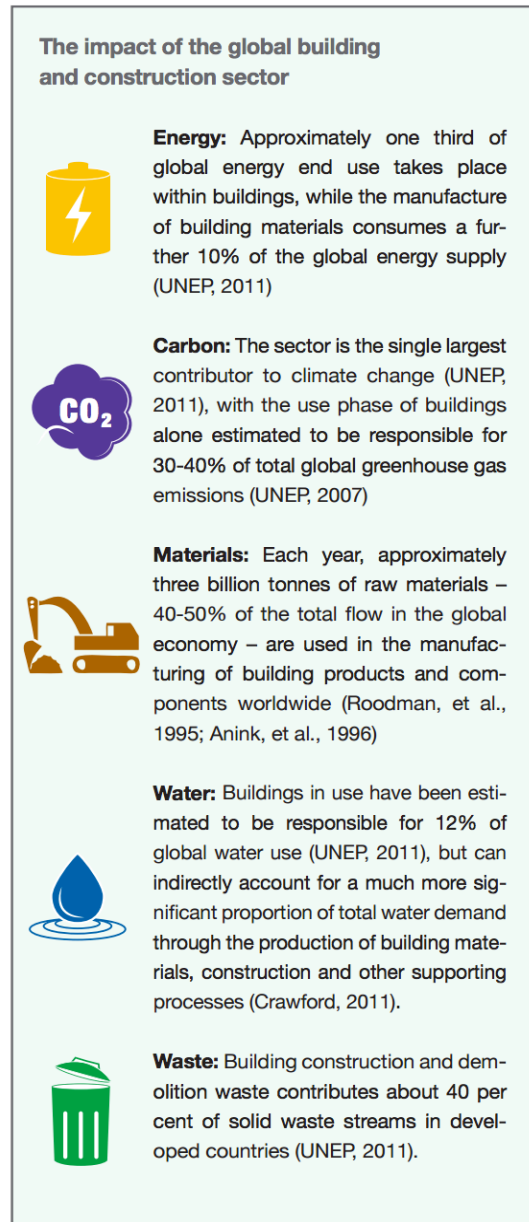 The impact of the global building
and construction sector
Energy: Approximately one third of
global energy end use takes place
within buildings, while the manufacture
of building materials consumes a fur-
ther 10% of the global energy supply
(UNEP, 2011)
CO₂
Carbon: The sector is the single largest
contributor to climate change (UNEP,
2011), with the use phase of buildings
alone estimated to be responsible for
30-40% of total global greenhouse gas
emissions (UNEP, 2007)
Materials: Each year, approximately
three billion tonnes of raw materials –
40-50% of the total flow in the global
economy – are used in the manufac-
turing of building products and com-
ponents worldwide (Roodman, et al.,
1995; Anink, et al., 1996)
Water: Buildings in use have been esti-
mated to be responsible for 12% of
global water use (UNEP, 2011), but can
indirectly account for a much more sig-
nificant proportion of total water demand
through the production of building mate-
rials, construction and other supporting
processes (Crawford, 2011).
Waste: Building construction and dem-
olition waste contributes about 40 per
cent of solid waste streams in devel-
oped countries (UNEP, 2011).